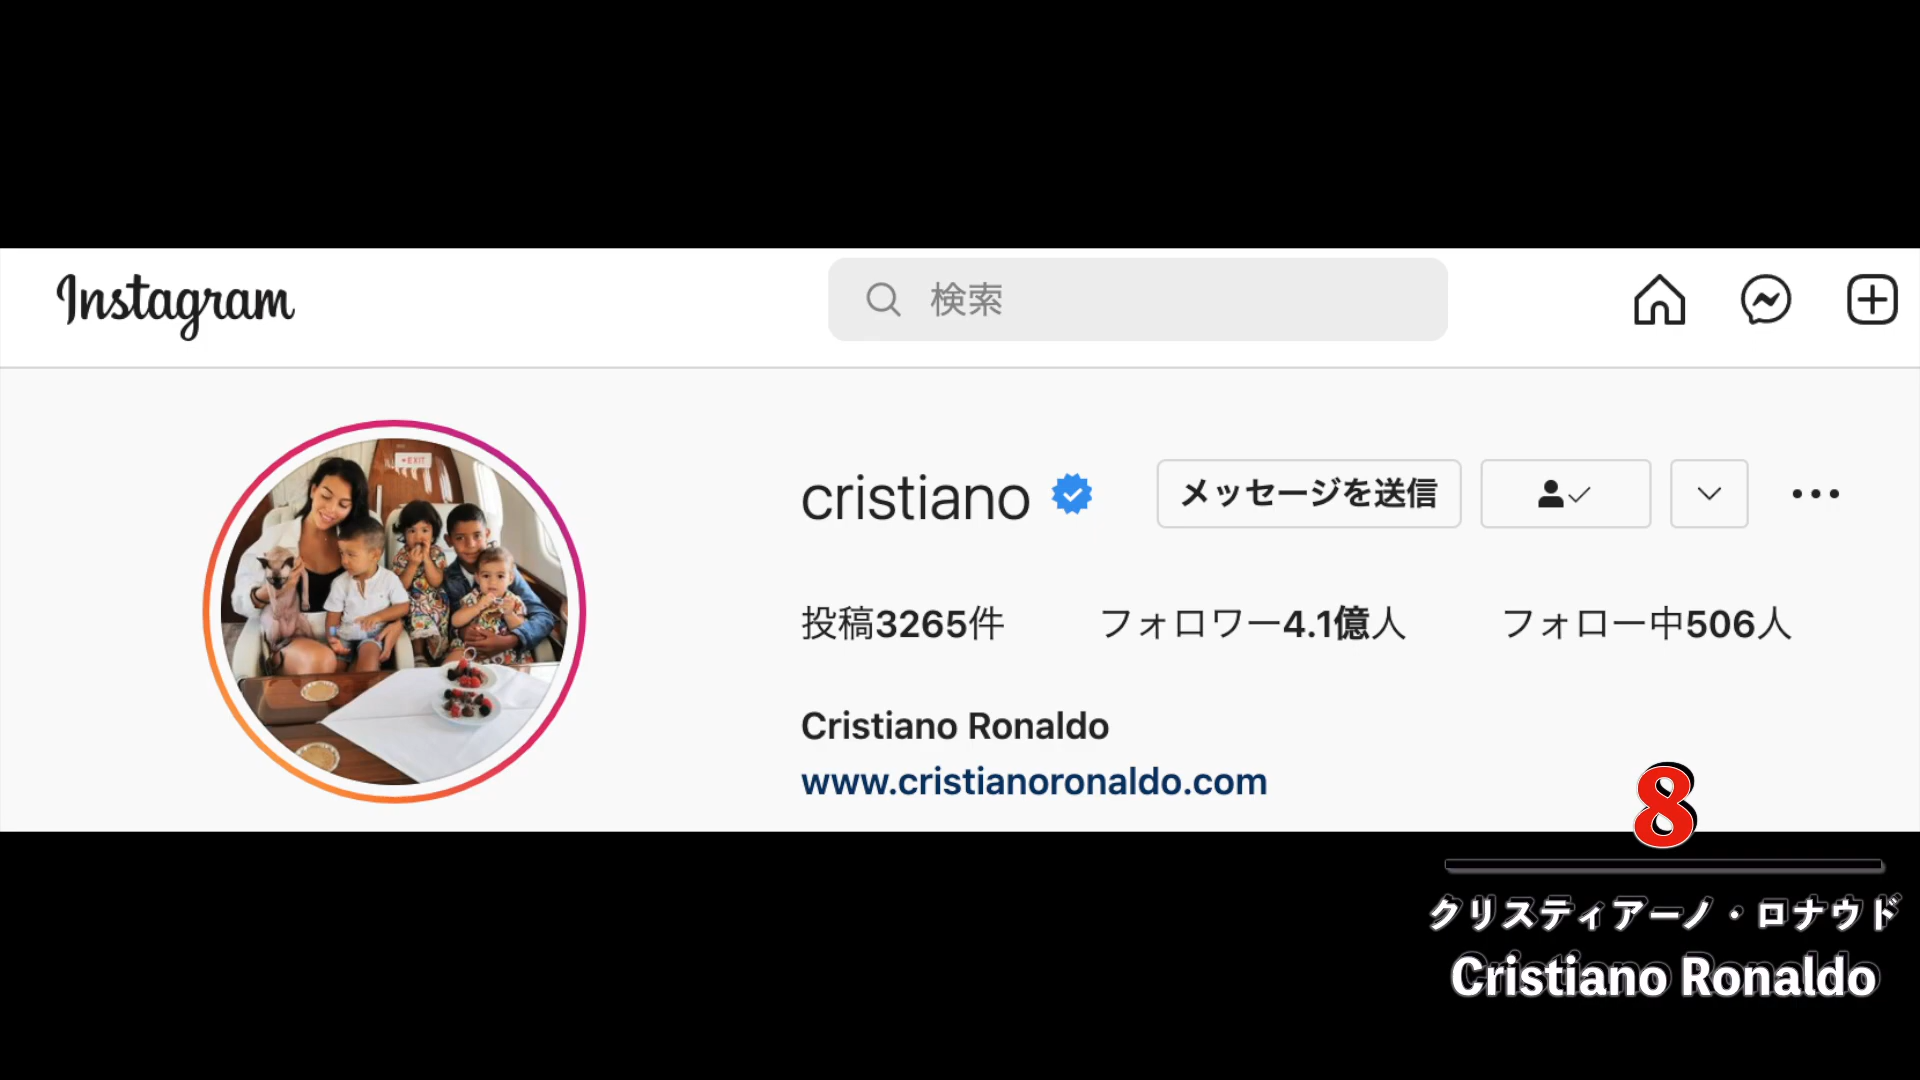 Instagram
検索
EXIT
cristiano
メッセージを送信
投稿3265件 フォロワー4.1億人 フォロー中506人
Cristiano Ronaldo
www.cristianoronaldo.com
8
クリスティアーノ・ロナウド
Cristiano Ronaldo